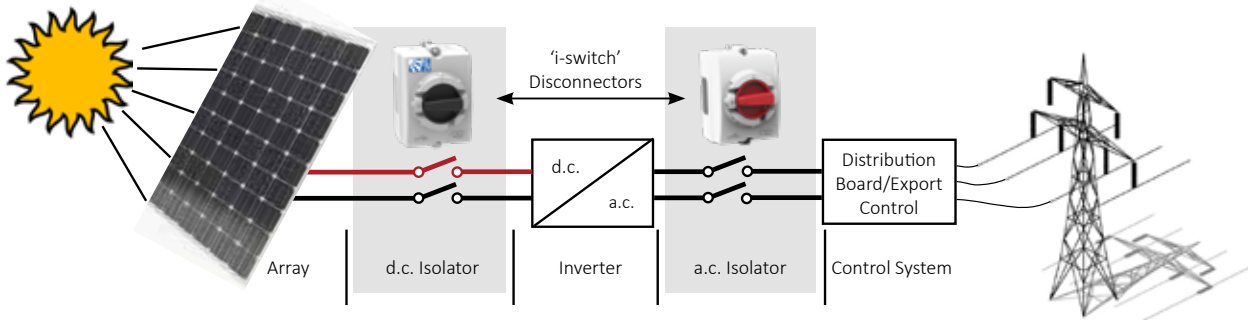 ‘i-switch’
Disconnectors
d.c.
a.c.
Distribution
Board/Export
Control
Array
d.c. Isolator
Inverter
a.c. Isolator
Control System